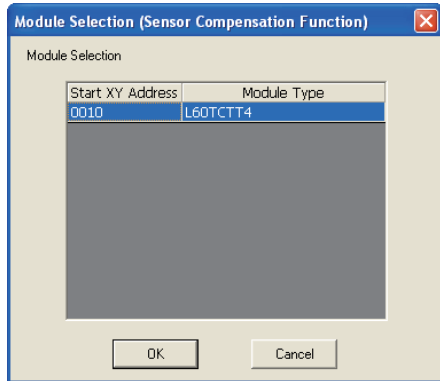 Module Selection (Sensor Compensation Function)
Module Selection
Start XY Address Module Type
0010 L60TCTT4
OK Cancel